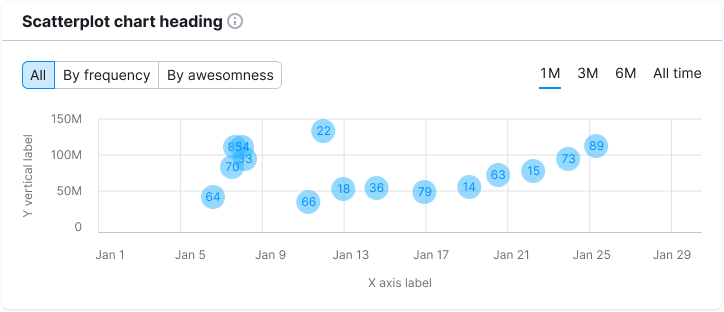 Scatterplot chart heading
All By frequency By awesomness
1M 3M 6M All time
Y vertical label
150M
100M
50M
0
22
34
33
70
64
66
18
36
79
14
63
15
73
89
Jan 1 Jan 5 Jan 9 Jan 13 Jan 17 Jan 21 Jan 25 Jan 29
X axis label